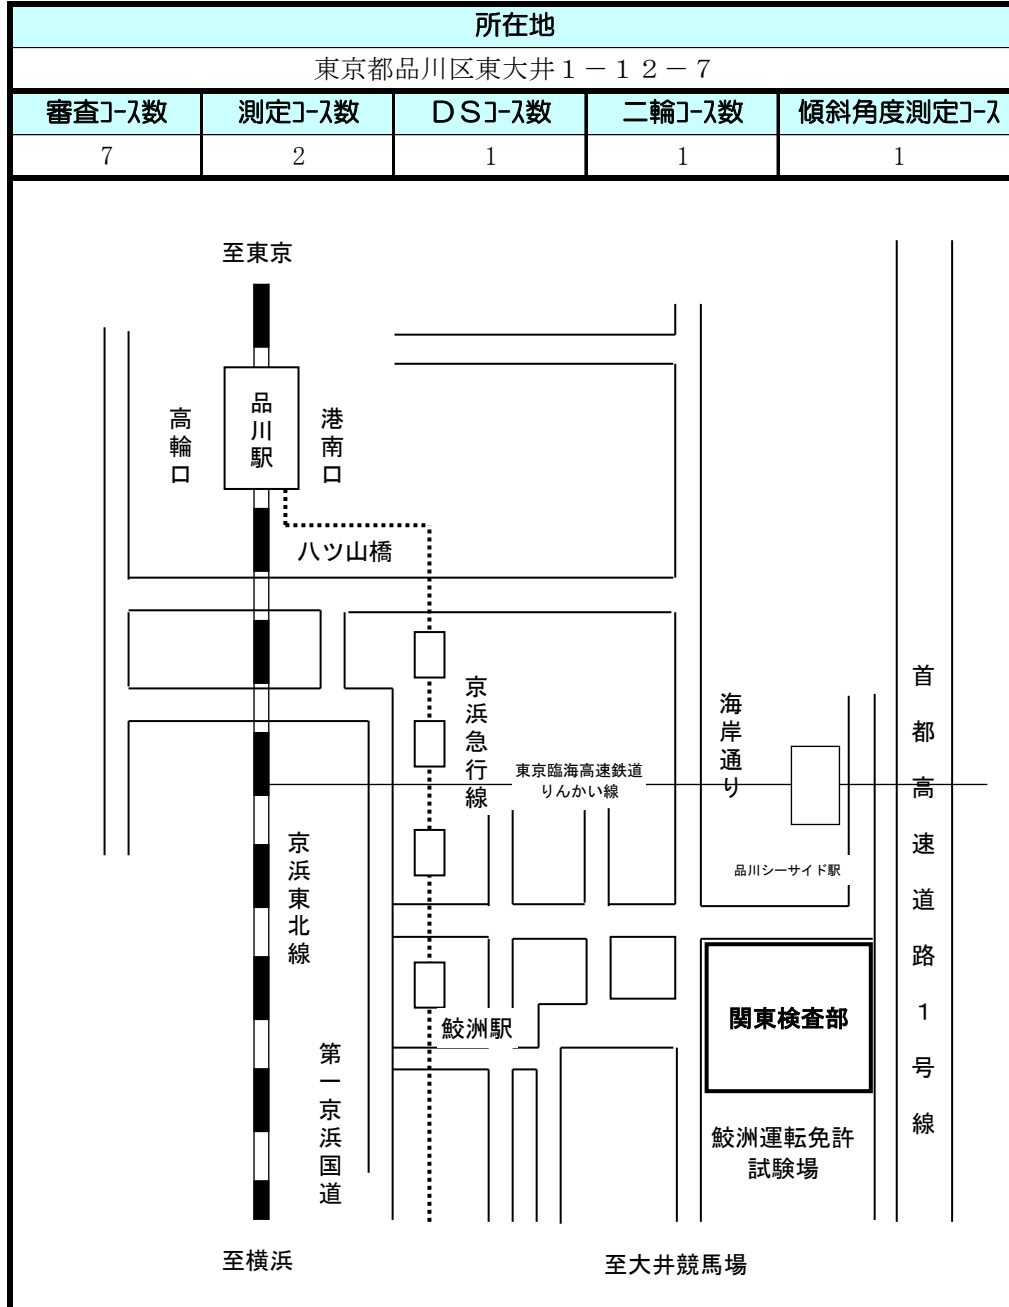 所在地
東京都品川区東大井１－１２－７
審査ｺｰｽ数 測定ｺｰｽ数 ＤＳｺｰｽ数 二輪ｺｰｽ数 傾斜角度測定ｺｰｽ
7 2 1 1 1
至東京
品川駅
高輪口
港南口
八ツ山橋
京浜急行線
海岸通り
首都高速道路１号線
東京臨海高速鉄道
りんかい線
京浜東北線
品川シーサイド駅
関東検査部
鮫洲駅
第一京浜国道
鮫洲運転免許
試験場
至横浜
至大井競馬場